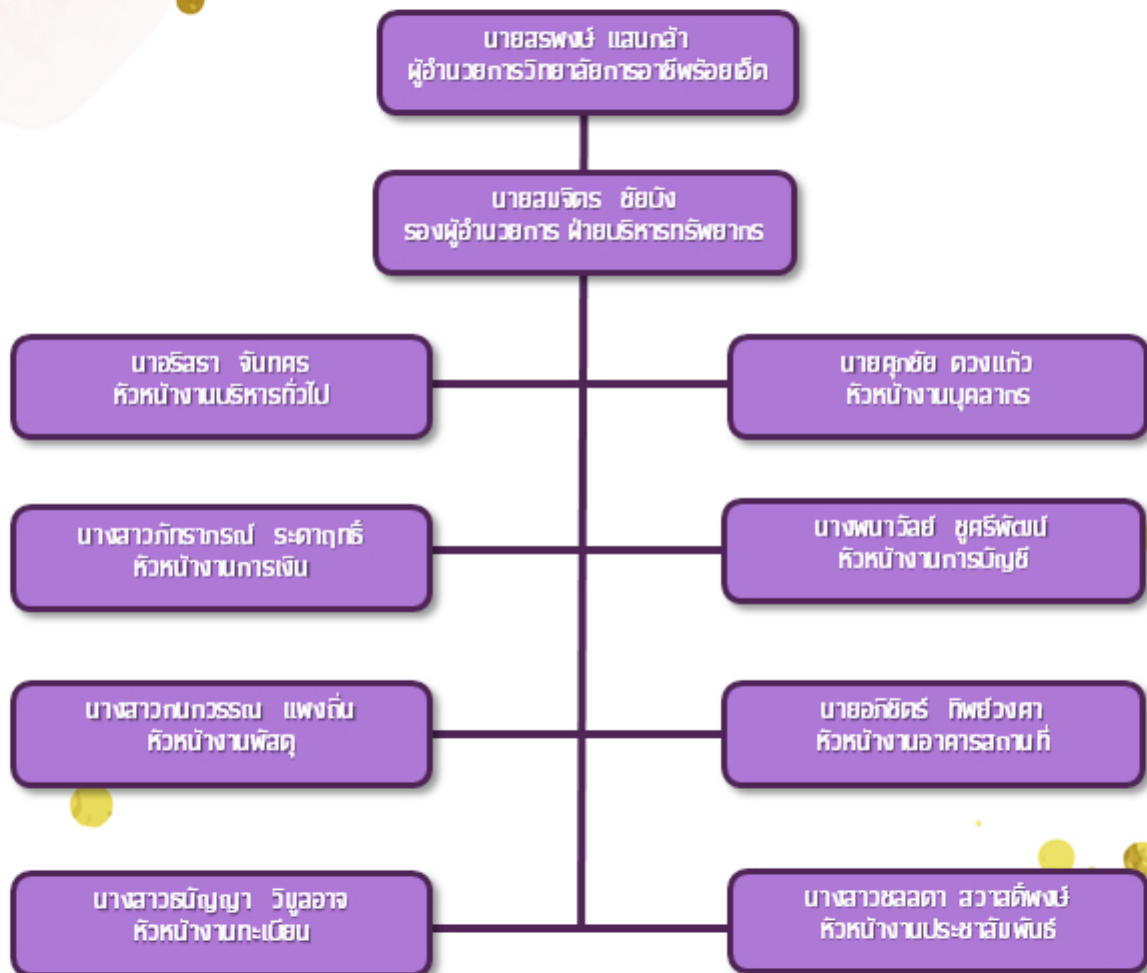 นายสรพงษ์ แสนกล้า
ผู้อำนวยการวิทยาลัยการอาชีพร้อยเอ็ด
นายสมจิตร ชัยบัง
รองผู้อำนวยการ ฝ่ายบริหารทรัพยากร
นาอริสรา จันทศร
หัวหน้างานบริหารทั่วไป
นายศุภชัย ดวงแก้ว
หัวหน้างานบุคลากร
นางสาวภัทราภรณ์ ระดาฤทธิ์
หัวหน้างานการเงิน
นางพนาวัลย์ ชูศรีพัฒน์
หัวหน้างานการบัญชี
นางสาวกนกวรรณ แพงถิ่น
หัวหน้างานพัสดุ
นายอภิชิตร์ ทิพย์วงศา
หัวหน้างานอาคารสถานที่
นางสาวธนัญญา วิมูลอาจ
หัวหน้างานทะเบียน
นางสาวชลลดา สวาสดิ์พงษ์
หัวหน้างานประชาสัมพันธ์